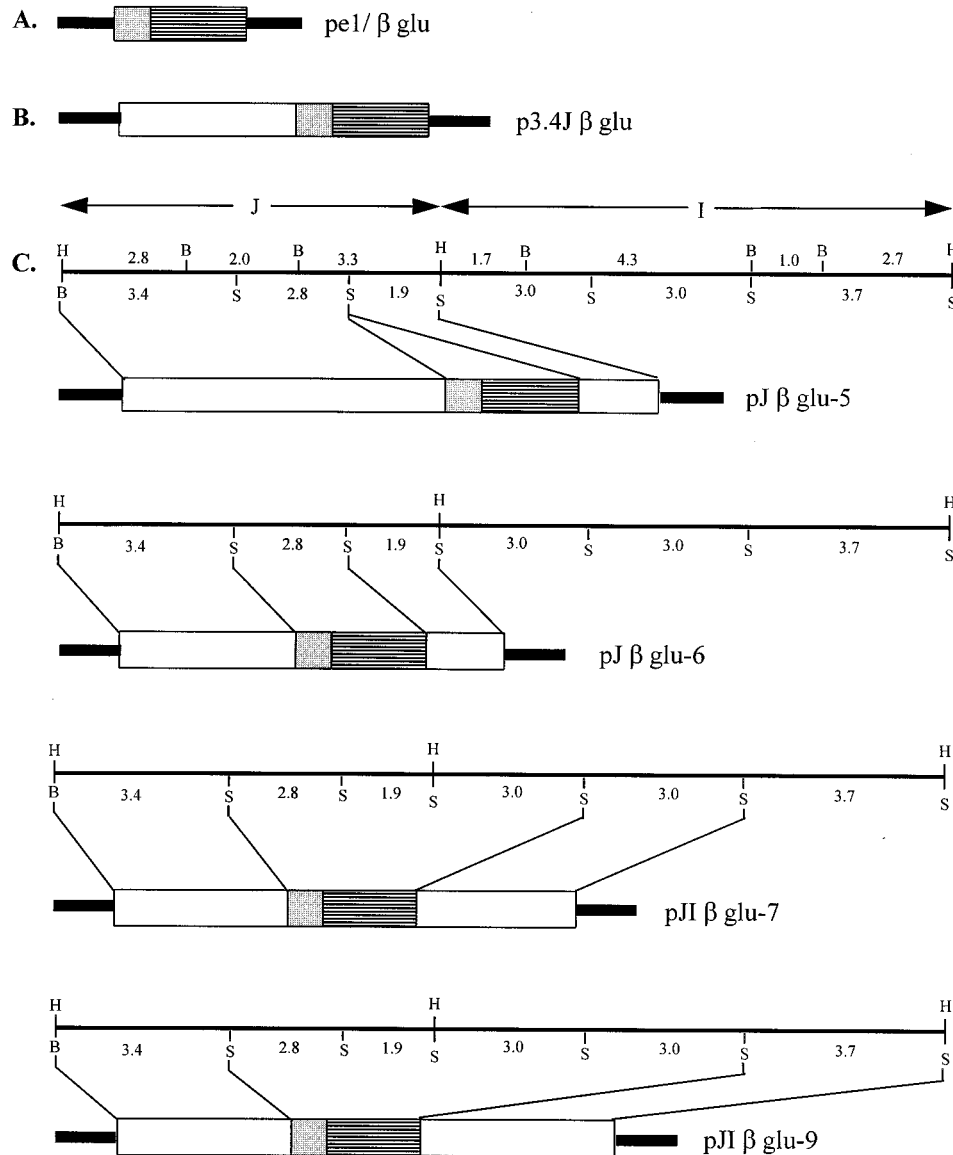 A. pe1/ β glu
B. p3.4J β glu
J I
C.
H B B H B B B H
2.8 2.0 3.3 1.7 4.3 1.0 2.7
3.4 2.8 1.9 3.0 3.0 3.7
B S S S S S S
pJ β glu-5
H H H
3.4 2.8 1.9 3.0 3.0 3.7
B S S S S S S
pJ β glu-6
H H H
3.4 2.8 1.9 3.0 3.0 3.7
B S S S S S S
pJI β glu-7
H H H
3.4 2.8 1.9 3.0 3.0 3.7
B S S S S S S
pJI β glu-9